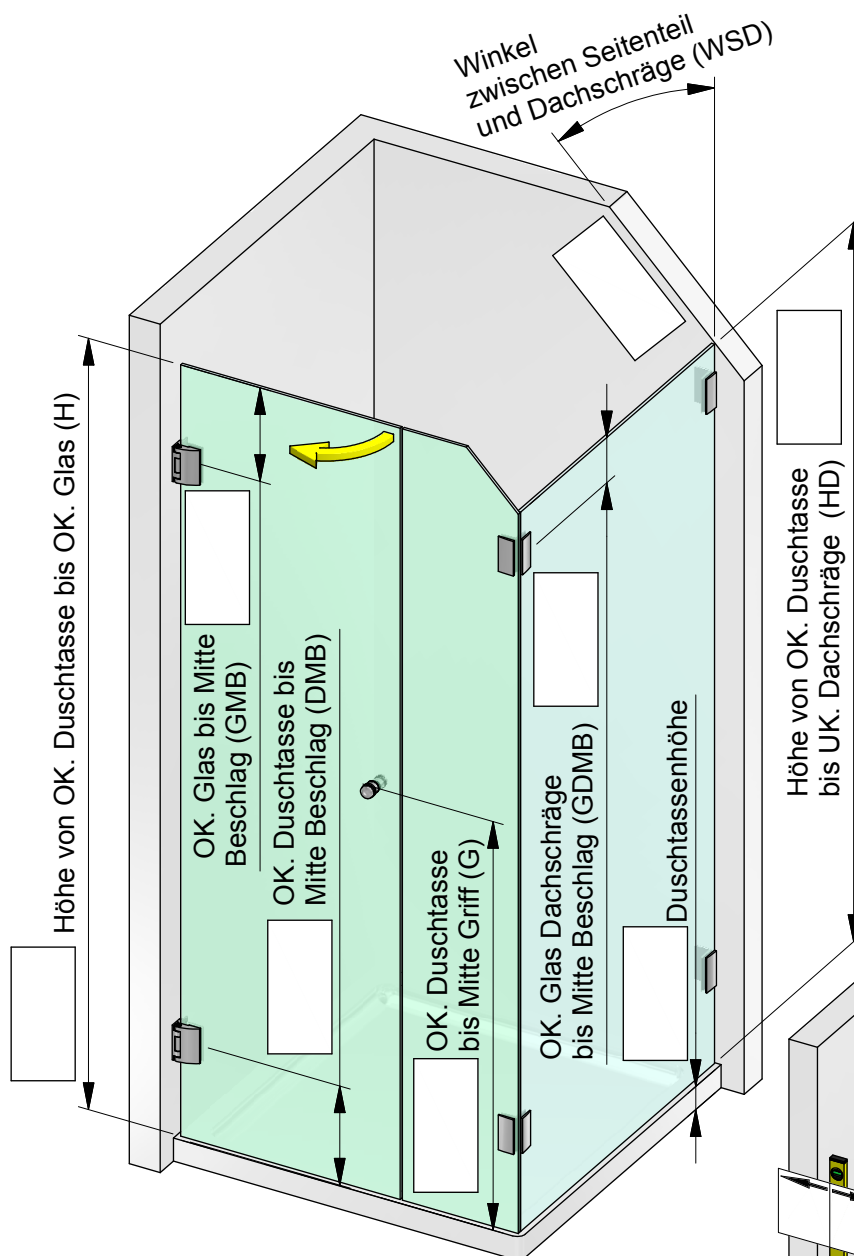 Winkel
zwischen Seitenteil
und Dachschräge (WSD)
Höhe von OK. Duschtasse bis OK. Glas (H)
OK. Glas bis Mitte
Beschlag (GMB)
OK. Duschtasse bis
Mitte Beschlag (DMB)
OK. Duschtasse
bis Mitte Griff (G)
OK. Glas Dachschräge
bis Mitte Beschlag (GDMB)
Duschtassenhöhe
Höhe von OK. Duschtasse
bis UK. Dachschräge (HD)